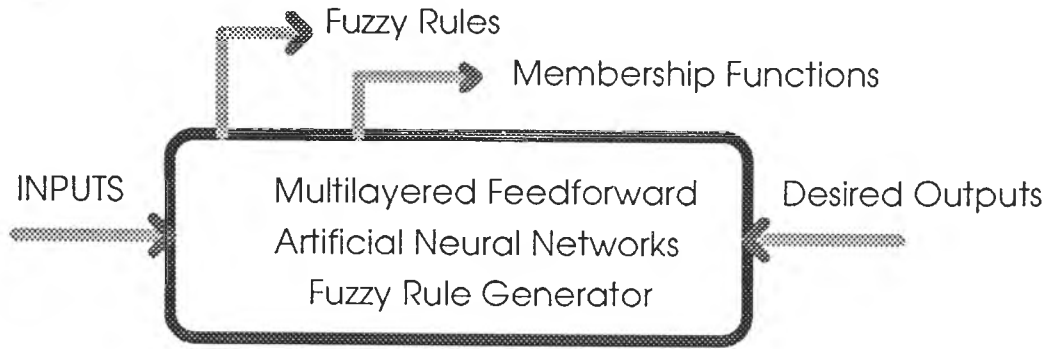 Fuzzy Rules
Membership Functions
INPUTS
Multilayered Feedforward
Desired Outputs
Artificial Neural Networks
Fuzzy Rule Generator